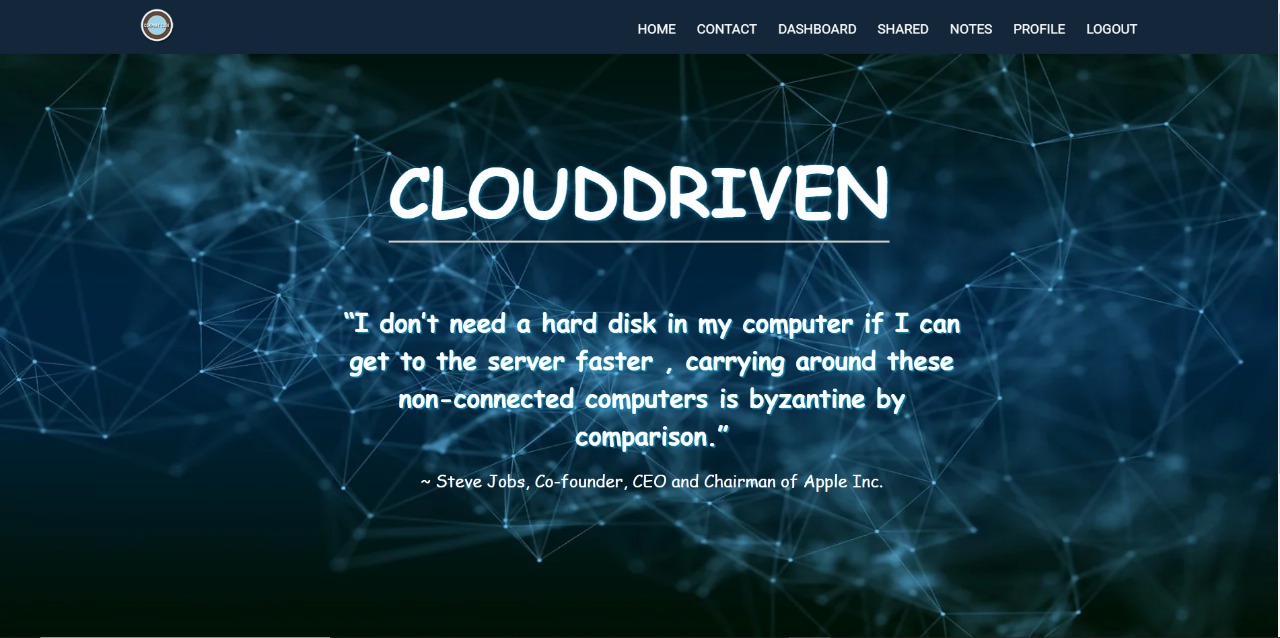 HOME CONTACT DASHBOARD SHARED NOTES PROFILE LOGOUT
CLOUDDRIVEN
“I don’t need a hard disk in my computer if I can
get to the server faster , carrying around these
non-connected computers is byzantine by
comparison.”
~ Steve Jobs, Co-founder, CEO and Chairman of Apple Inc.